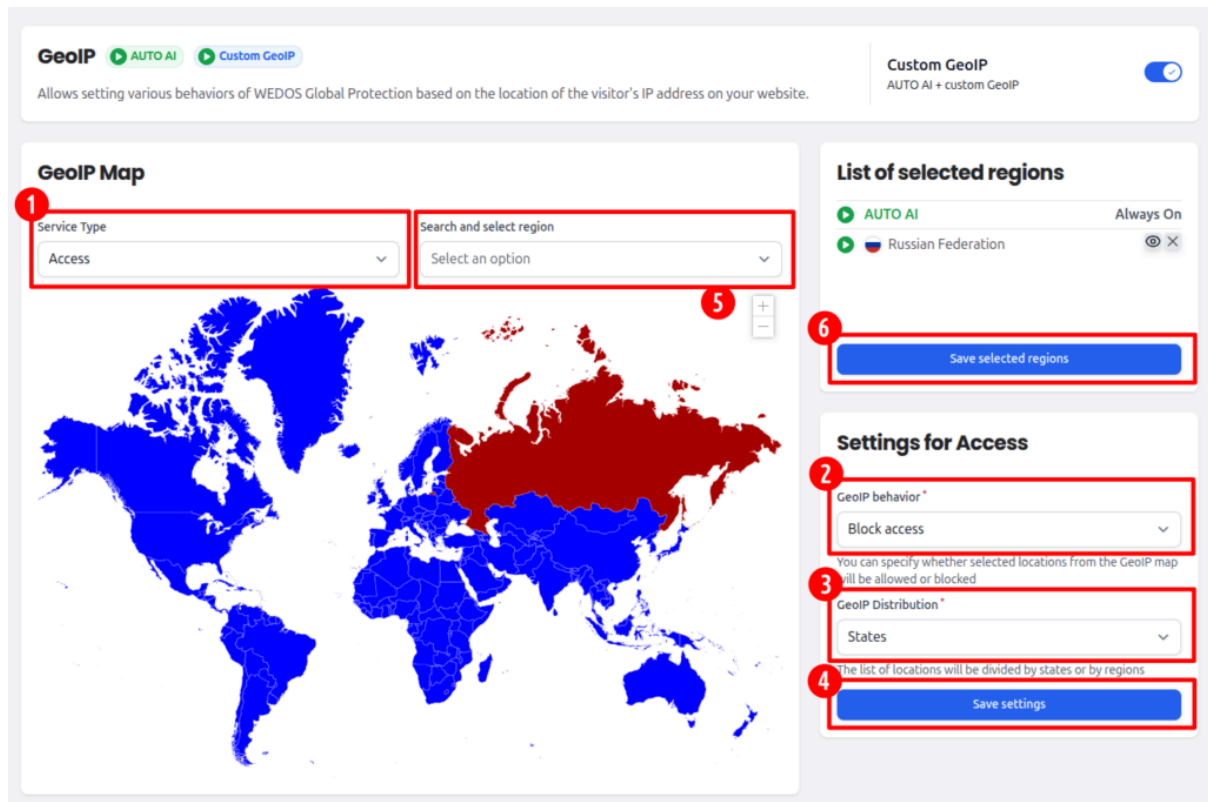 GeoIP AUTO AI Custom GeoIP
Allows setting various behaviors of WEDOS Global Protection based on the location of the visitor's IP address on your website.
Custom GeoIP
AUTO AI + custom GeoIP
GeoIP Map
1
Service Type
Access
Search and select region
Select an option
5
+
−
List of selected regions
AUTO AI Always On
Russian Federation
6
Save selected regions
Settings for Access
2
GeoIP behavior *
Block access
You can specify whether selected locations from the GeoIP map
will be allowed or blocked
3
GeoIP Distribution *
States
The list of locations will be divided by states or by regions
4
Save settings